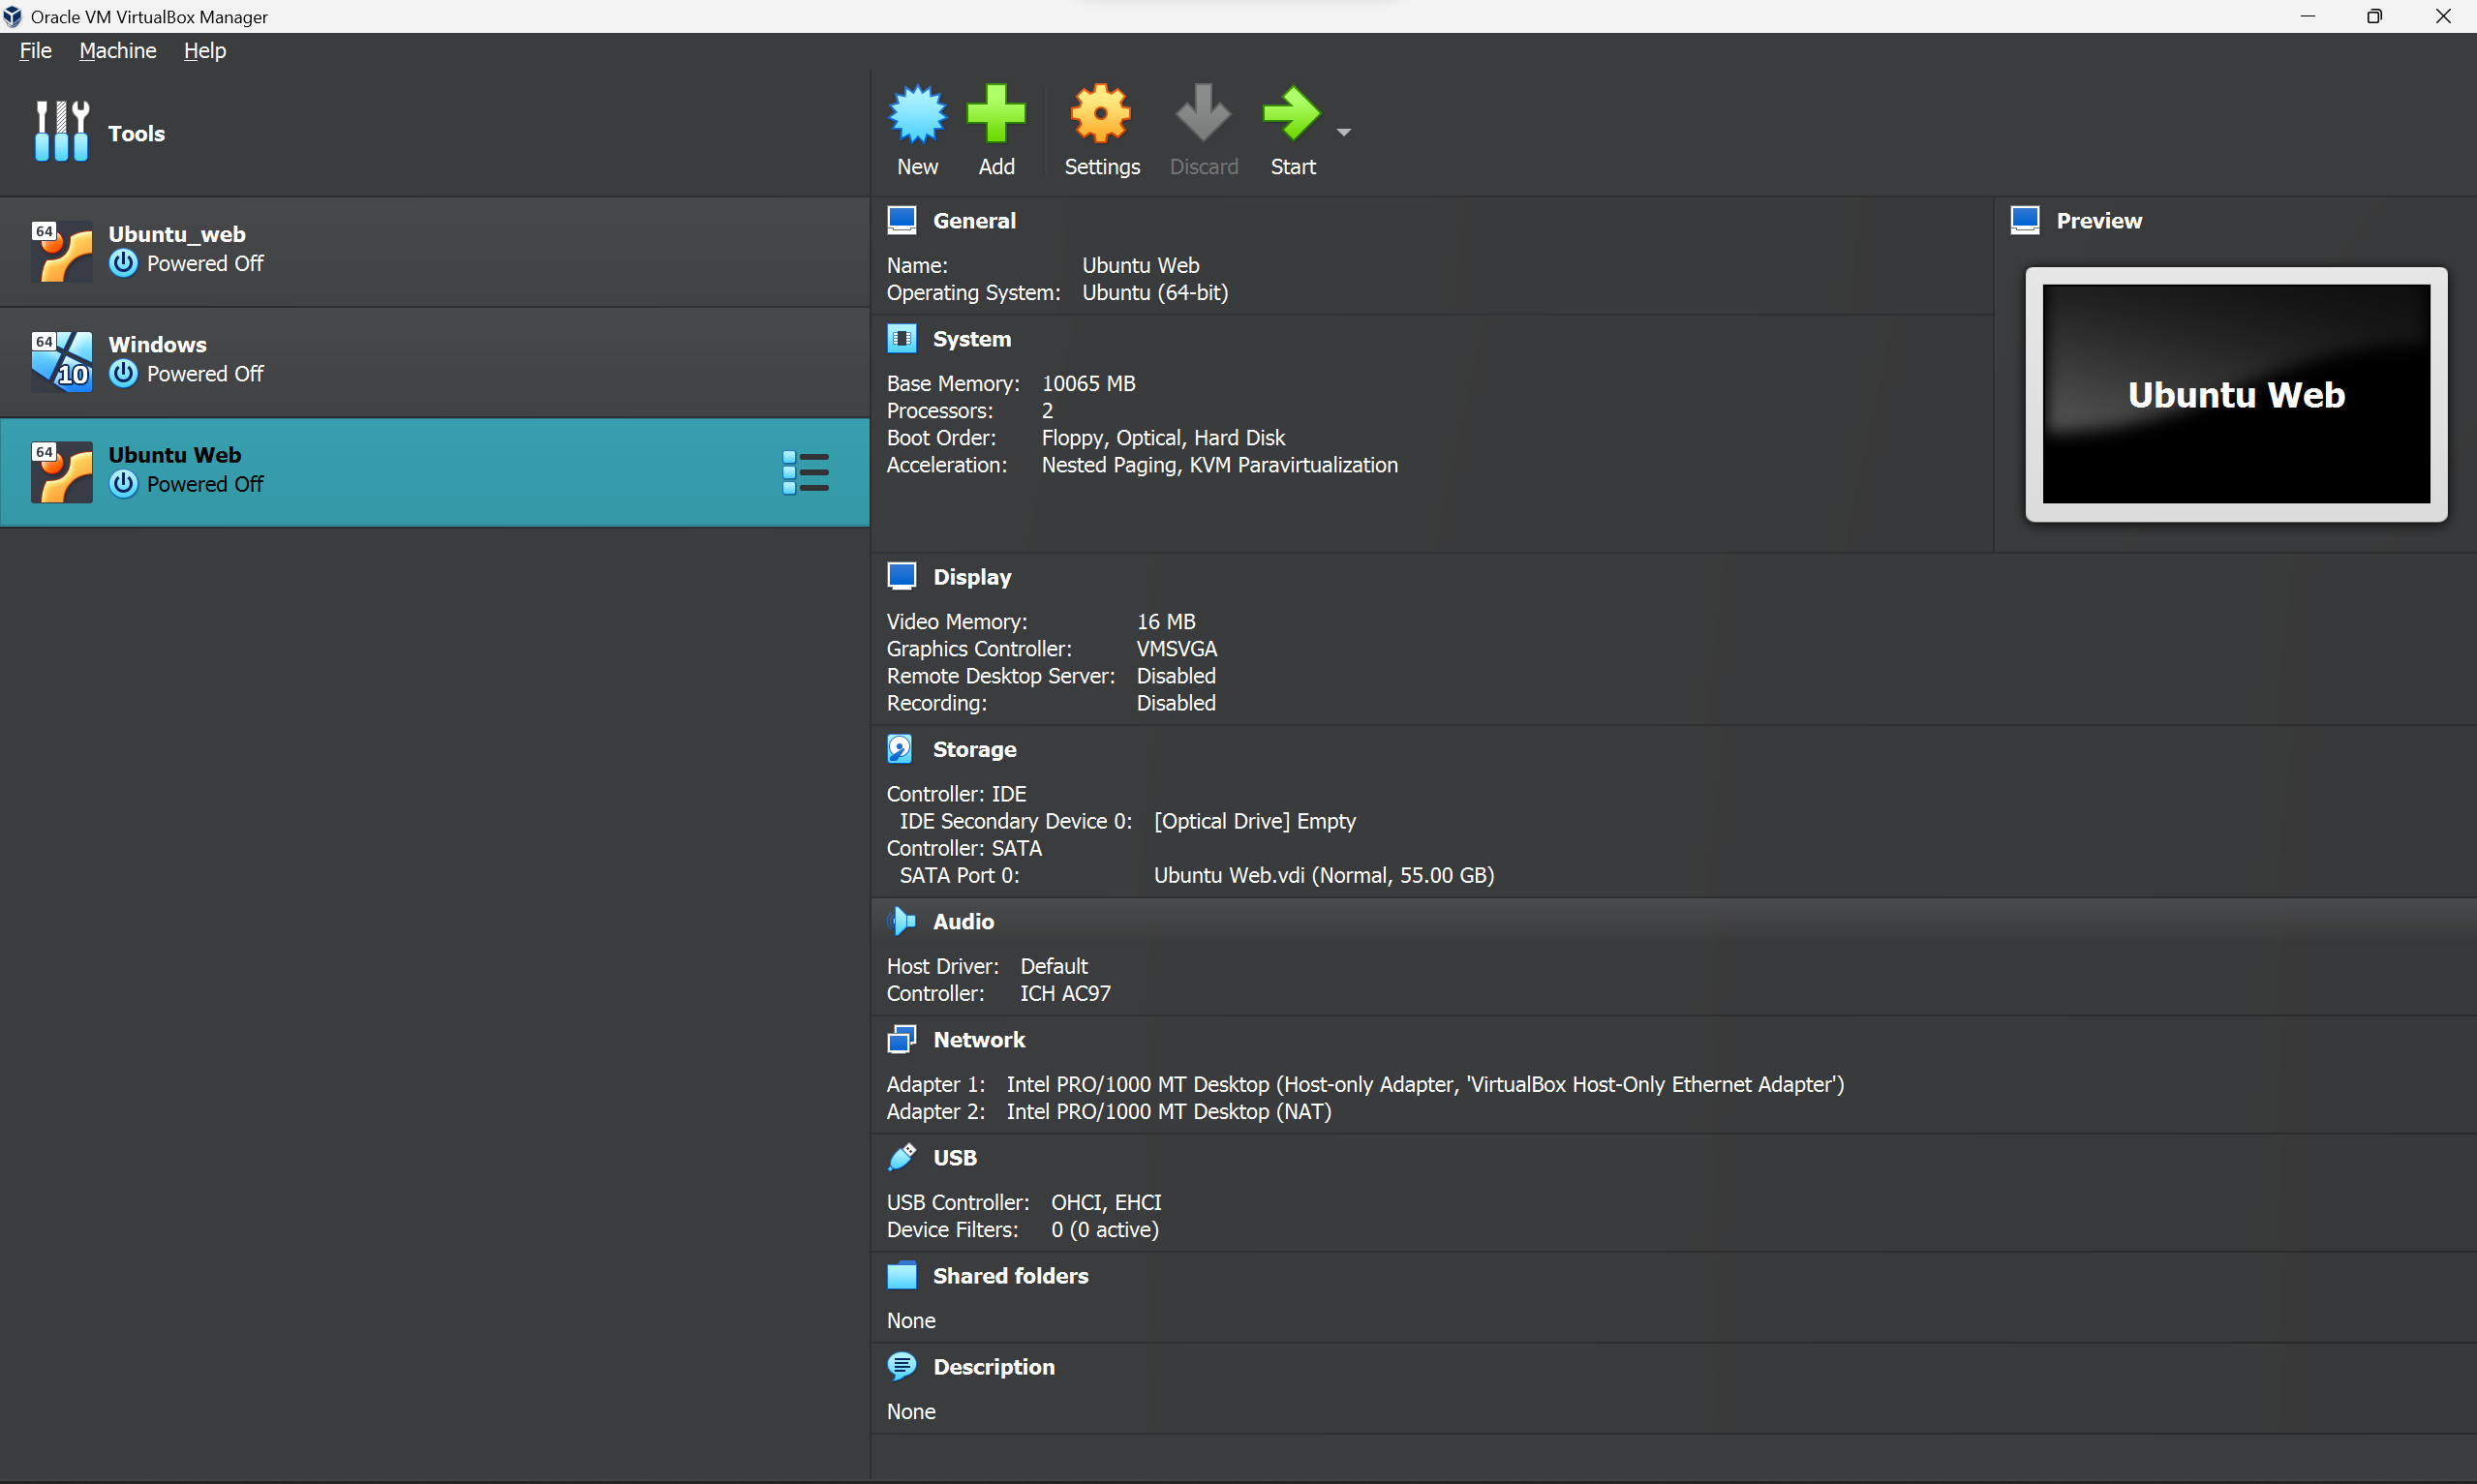 Oracle VM VirtualBox Manager
File Machine Help
Tools
New Add Settings Discard Start
64 Ubuntu_web
Powered Off
64 10 Windows
Powered Off
64 Ubuntu Web
Powered Off
General
Name: Ubuntu Web
Operating System: Ubuntu (64-bit)
Preview
Ubuntu Web
System
Base Memory: 10065 MB
Processors: 2
Boot Order: Floppy, Optical, Hard Disk
Acceleration: Nested Paging, KVM Paravirtualization
Display
Video Memory: 16 MB
Graphics Controller: VMSVGA
Remote Desktop Server: Disabled
Recording: Disabled
Storage
Controller: IDE
IDE Secondary Device 0: [Optical Drive] Empty
Controller: SATA
SATA Port 0: Ubuntu Web.vdi (Normal, 55.00 GB)
Audio
Host Driver: Default
Controller: ICH AC97
Network
Adapter 1: Intel PRO/1000 MT Desktop (Host-only Adapter, 'VirtualBox Host-Only Ethernet Adapter')
Adapter 2: Intel PRO/1000 MT Desktop (NAT)
USB
USB Controller: OHCI, EHCI
Device Filters: 0 (0 active)
Shared folders
None
Description
None